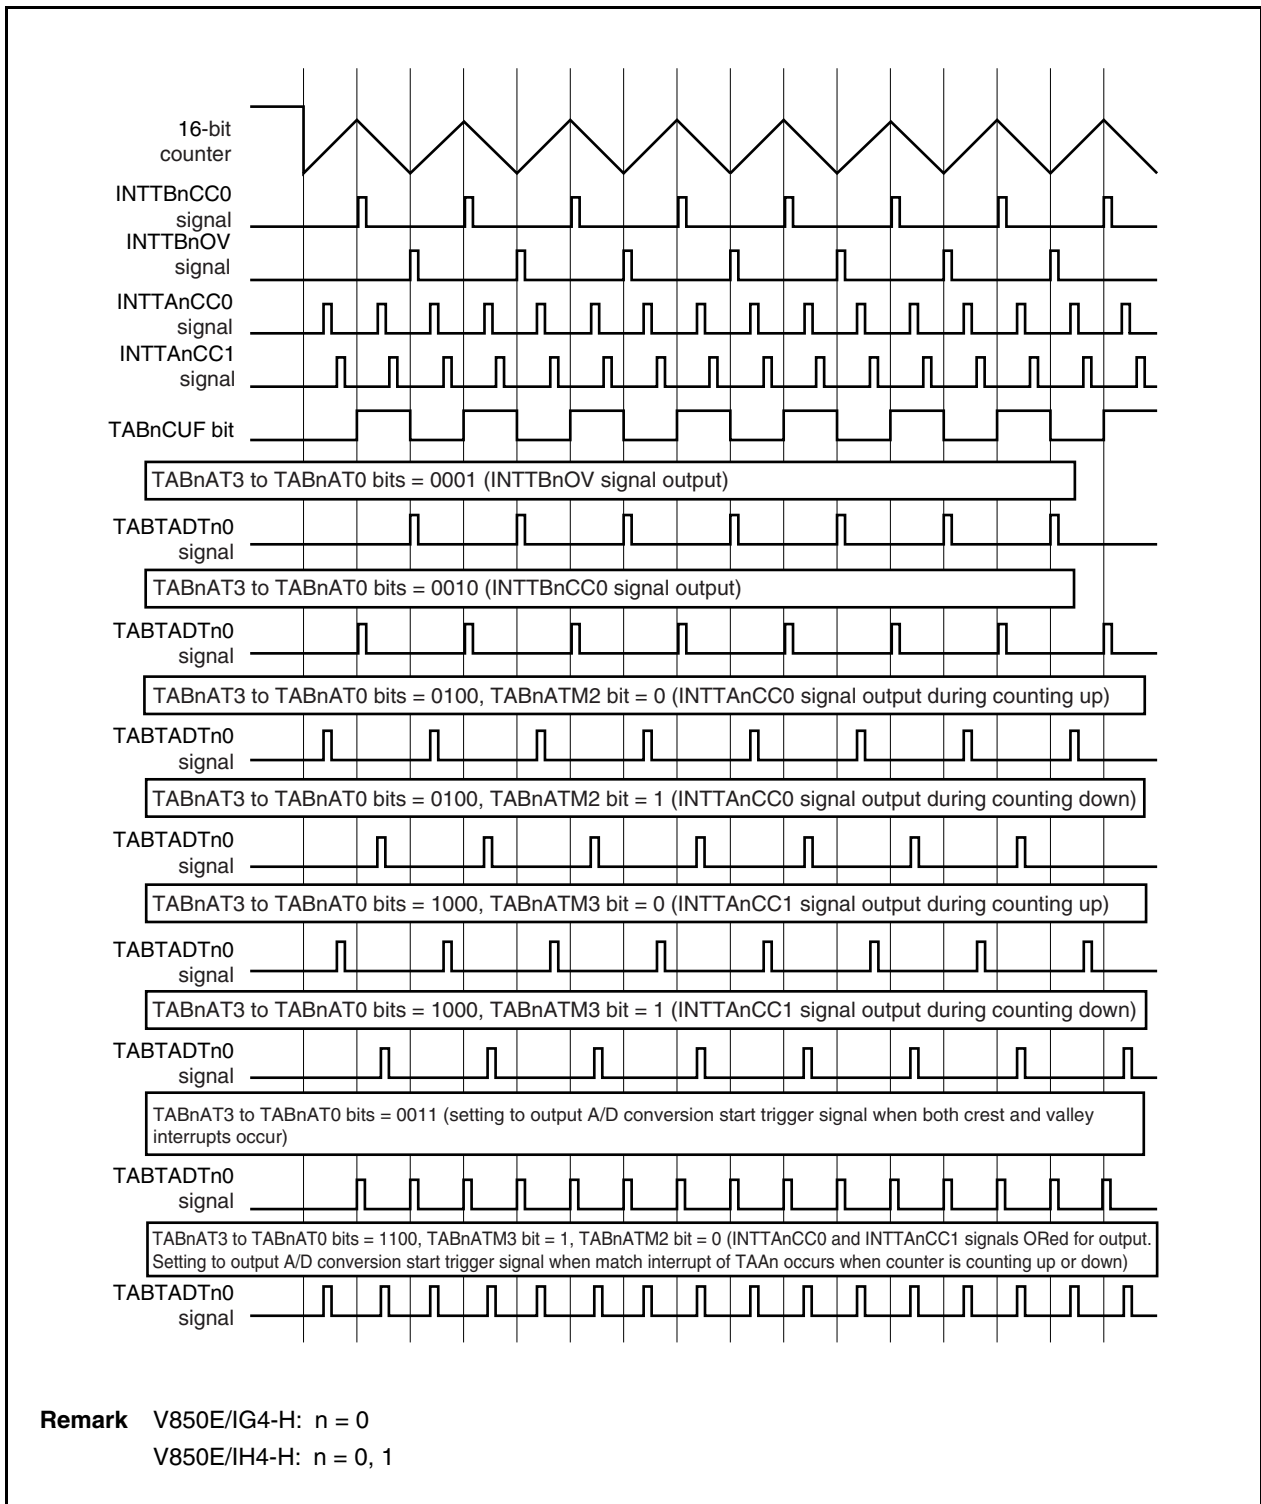 16-bit
counter
INTTBnCC0
signal
INTTBnOV
signal
INTTAnCC0
signal
INTTAnCC1
signal
TABnCUF bit
TABnAT3 to TABnAT0 bits = 0001 (INTTBnOV signal output)
TABTADTn0
signal
TABnAT3 to TABnAT0 bits = 0010 (INTTBnCC0 signal output)
TABTADTn0
signal
TABnAT3 to TABnAT0 bits = 0100, TABnATM2 bit = 0 (INTTAnCC0 signal output during counting up)
TABTADTn0
signal
TABnAT3 to TABnAT0 bits = 0100, TABnATM2 bit = 1 (INTTAnCC0 signal output during counting down)
TABTADTn0
signal
TABnAT3 to TABnAT0 bits = 1000, TABnATM3 bit = 0 (INTTAnCC1 signal output during counting up)
TABTADTn0
signal
TABnAT3 to TABnAT0 bits = 1000, TABnATM3 bit = 1 (INTTAnCC1 signal output during counting down)
TABTADTn0
signal
TABnAT3 to TABnAT0 bits = 0011 (setting to output A/D conversion start trigger signal when both crest and valley
interrupts occur)
TABTADTn0
signal
TABnAT3 to TABnAT0 bits = 1100, TABnATM3 bit = 1, TABnATM2 bit = 0 (INTTAnCC0 and INTTAnCC1 signals ORed for output.
Setting to output A/D conversion start trigger signal when match interrupt of TAAn occurs when counter is counting up or down)
TABTADTn0
signal
Remark V850E/IG4-H: n = 0
V850E/IH4-H: n = 0, 1